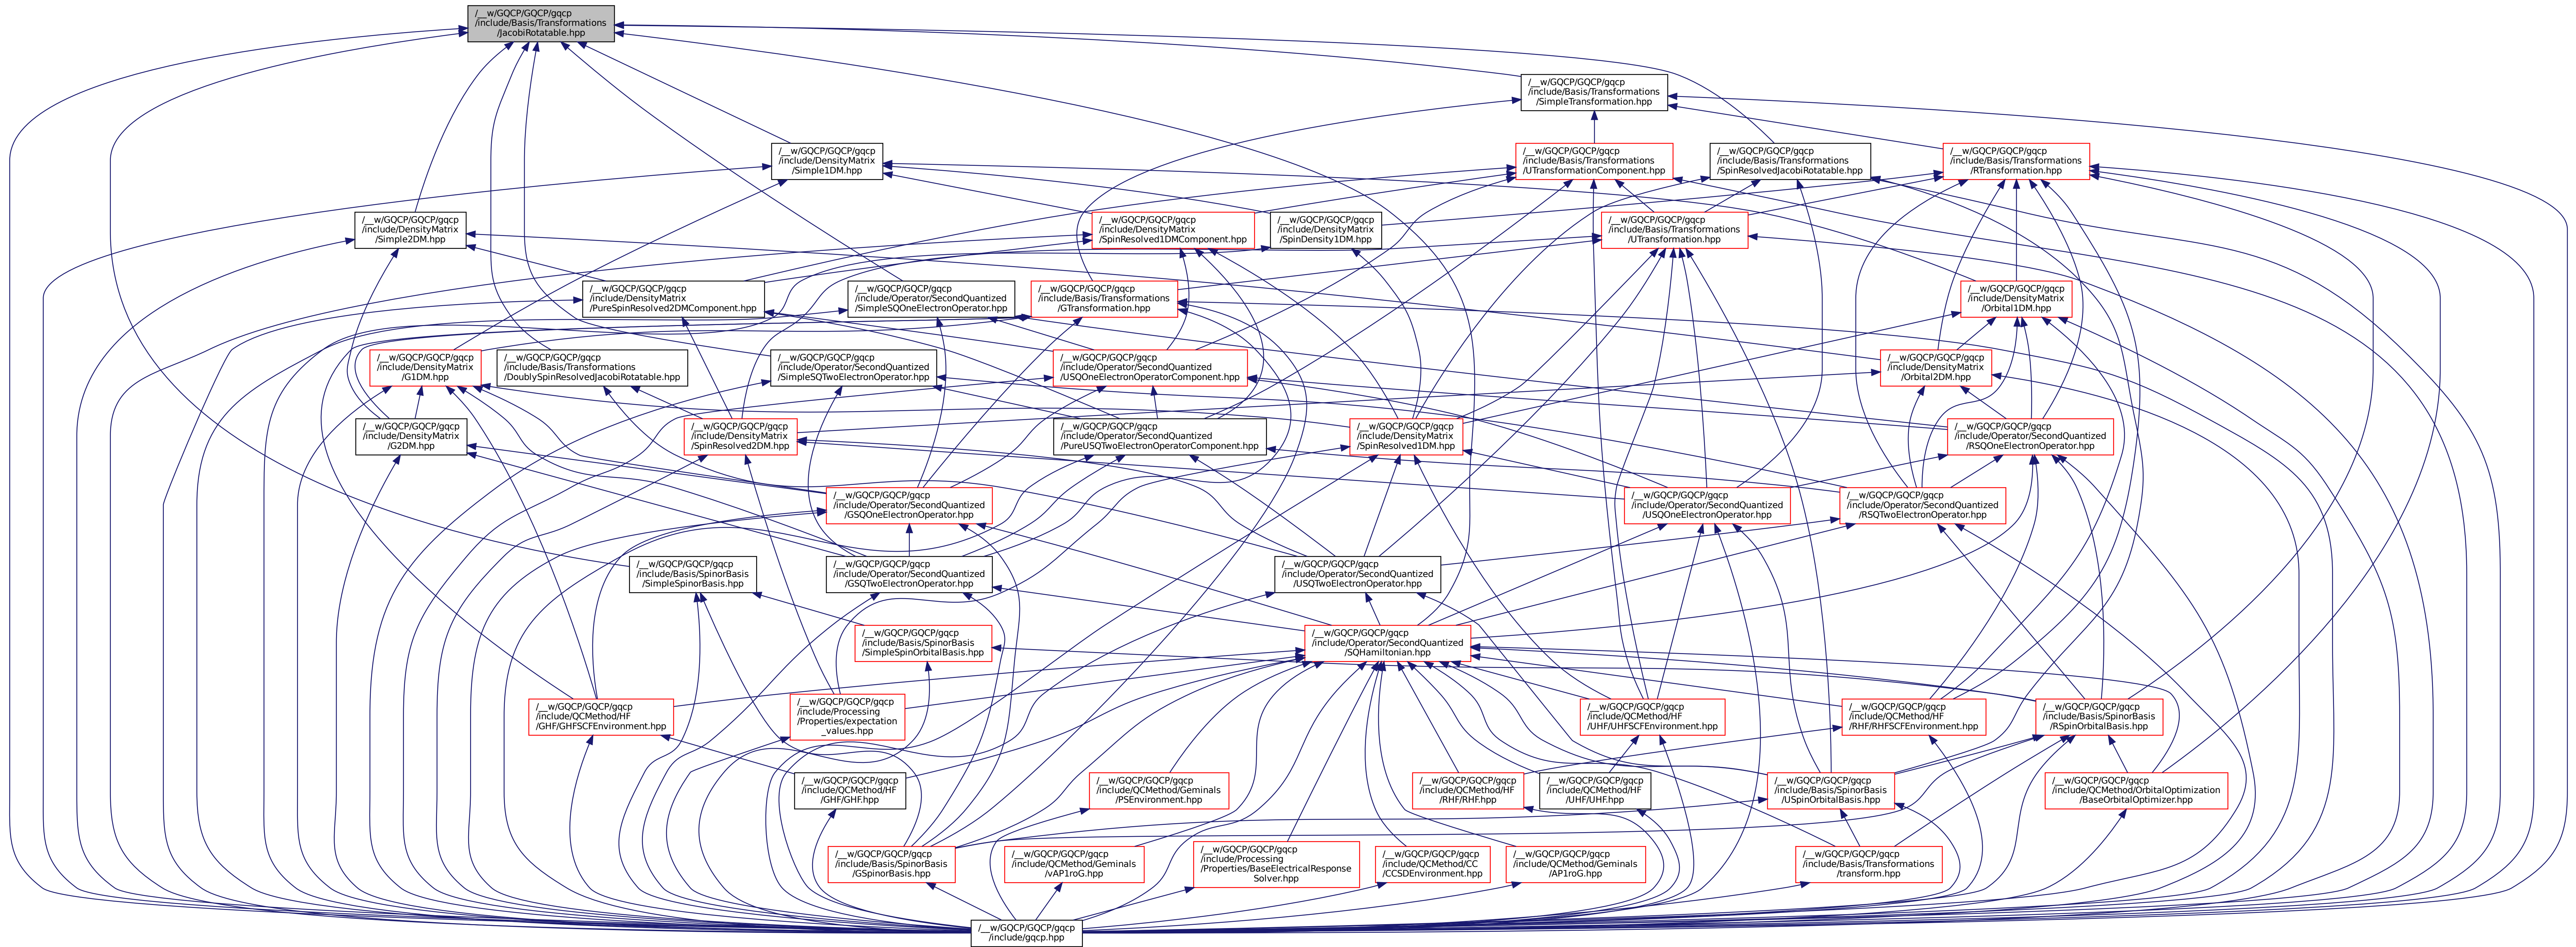 /__w/GQCP/GQCP/gqcp
/include/Basis/Transformations
/JacobiRotatable.hpp
/__w/GQCP/GQCP/gqcp
/include/Basis/Transformations
/SimpleTransformation.hpp
/__w/GQCP/GQCP/gqcp
/include/DensityMatrix
/Simple1DM.hpp
/__w/GQCP/GQCP/gqcp
/include/Basis/Transformations
/UTransformationComponent.hpp
/__w/GQCP/GQCP/gqcp
/include/Basis/Transformations
/SpinResolvedJacobiRotatable.hpp
/__w/GQCP/GQCP/gqcp
/include/Basis/Transformations
/RTransformation.hpp
/__w/GQCP/GQCP/gqcp
/include/DensityMatrix
/Simple2DM.hpp
/__w/GQCP/GQCP/gqcp
/include/DensityMatrix
/SpinResolved1DMComponent.hpp
/__w/GQCP/GQCP/gqcp
/include/DensityMatrix
/SpinDensity1DM.hpp
/__w/GQCP/GQCP/gqcp
/include/Basis/Transformations
/UTransformation.hpp
/__w/GQCP/GQCP/gqcp
/include/DensityMatrix
/PureSpinResolved2DMComponent.hpp
/__w/GQCP/GQCP/gqcp
/include/Operator/SecondQuantized
/SimpleSQOneElectronOperator.hpp
/__w/GQCP/GQCP/gqcp
/include/Basis/Transformations
/GTransformation.hpp
/__w/GQCP/GQCP/gqcp
/include/DensityMatrix
/Orbital1DM.hpp
/__w/GQCP/GQCP/gqcp
/include/DensityMatrix
/G1DM.hpp
/__w/GQCP/GQCP/gqcp
/include/Basis/Transformations
/DoublySpinResolvedJacobiRotatable.hpp
/__w/GQCP/GQCP/gqcp
/include/Operator/SecondQuantized
/SimpleSQTwoElectronOperator.hpp
/__w/GQCP/GQCP/gqcp
/include/Operator/SecondQuantized
/USQOneElectronOperatorComponent.hpp
/__w/GQCP/GQCP/gqcp
/include/DensityMatrix
/Orbital2DM.hpp
/__w/GQCP/GQCP/gqcp
/include/DensityMatrix
/G2DM.hpp
/__w/GQCP/GQCP/gqcp
/include/DensityMatrix
/SpinResolved2DM.hpp
/__w/GQCP/GQCP/gqcp
/include/Operator/SecondQuantized
/PureUSQTwoElectronOperatorComponent.hpp
/__w/GQCP/GQCP/gqcp
/include/DensityMatrix
/SpinResolved1DM.hpp
/__w/GQCP/GQCP/gqcp
/include/Operator/SecondQuantized
/RSQOneElectronOperator.hpp
/__w/GQCP/GQCP/gqcp
/include/Operator/SecondQuantized
/GSQOneElectronOperator.hpp
/__w/GQCP/GQCP/gqcp
/include/Operator/SecondQuantized
/USQOneElectronOperator.hpp
/__w/GQCP/GQCP/gqcp
/include/Operator/SecondQuantized
/RSQTwoElectronOperator.hpp
/__w/GQCP/GQCP/gqcp
/include/Basis/SpinorBasis
/SimpleSpinorBasis.hpp
/__w/GQCP/GQCP/gqcp
/include/Operator/SecondQuantized
/GSQTwoElectronOperator.hpp
/__w/GQCP/GQCP/gqcp
/include/Operator/SecondQuantized
/USQTwoElectronOperator.hpp
/__w/GQCP/GQCP/gqcp
/include/Basis/SpinorBasis
/SimpleSpinOrbitalBasis.hpp
/__w/GQCP/GQCP/gqcp
/include/Operator/SecondQuantized
/SQHamiltonian.hpp
/__w/GQCP/GQCP/gqcp
/include/QCMethod/HF
/GHF/GHFSCFEnvironment.hpp
/__w/GQCP/GQCP/gqcp
/include/Processing
/Properties/expectation
_values.hpp
/__w/GQCP/GQCP/gqcp
/include/QCMethod/HF
/UHF/UHFSCFEnvironment.hpp
/__w/GQCP/GQCP/gqcp
/include/QCMethod/HF
/RHF/RHFSCFEnvironment.hpp
/__w/GQCP/GQCP/gqcp
/include/Basis/SpinorBasis
/RSpinOrbitalBasis.hpp
/__w/GQCP/GQCP/gqcp
/include/QCMethod/HF
/GHF/GHF.hpp
/__w/GQCP/GQCP/gqcp
/include/QCMethod/Geminals
/PSEnvironment.hpp
/__w/GQCP/GQCP/gqcp
/include/QCMethod/HF
/RHF/RHF.hpp
/__w/GQCP/GQCP/gqcp
/include/QCMethod/HF
/UHF/UHF.hpp
/__w/GQCP/GQCP/gqcp
/include/Basis/SpinorBasis
/USpinOrbitalBasis.hpp
/__w/GQCP/GQCP/gqcp
/include/QCMethod/OrbitalOptimization
/BaseOrbitalOptimizer.hpp
/__w/GQCP/GQCP/gqcp
/include/Basis/SpinorBasis
/GSpinorBasis.hpp
/__w/GQCP/GQCP/gqcp
/include/QCMethod/Geminals
/vAP1roG.hpp
/__w/GQCP/GQCP/gqcp
/include/Processing
/Properties/BaseElectricalResponse
Solver.hpp
/__w/GQCP/GQCP/gqcp
/include/QCMethod/CC
/CCSDEnvironment.hpp
/__w/GQCP/GQCP/gqcp
/include/QCMethod/Geminals
/AP1roG.hpp
/__w/GQCP/GQCP/gqcp
/include/Basis/Transformations
/transform.hpp
/__w/GQCP/GQCP/gqcp
/include/gqcp.hpp